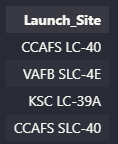 Launch_Site
CCAFS LC-40
VAFB SLC-4E
KSC LC-39A
CCAFS SLC-40